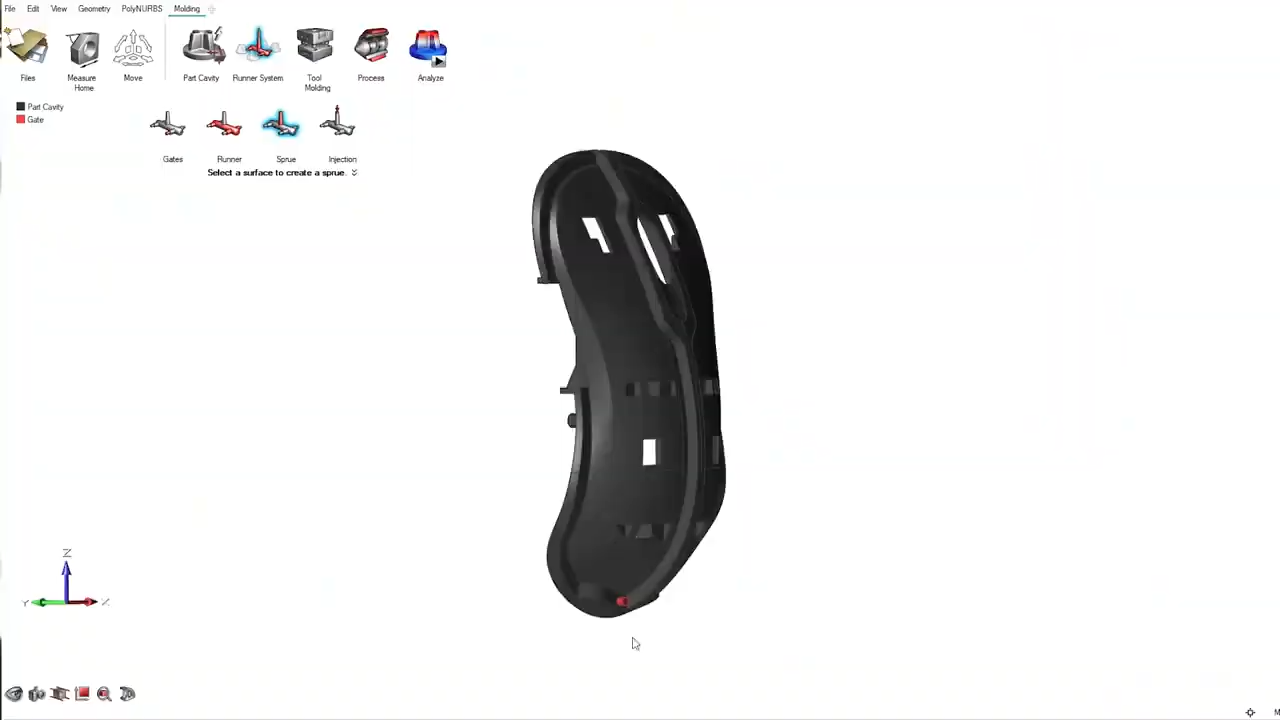 File Edit View Geometry PolyNURBS Molding
Files Measure Home Move Part Cavity Runner System Tool Molding Process Analyze
Part Cavity
Gate
Gates Runner Sprue Injection
Select a surface to create a sprue.
Z
Y X
M